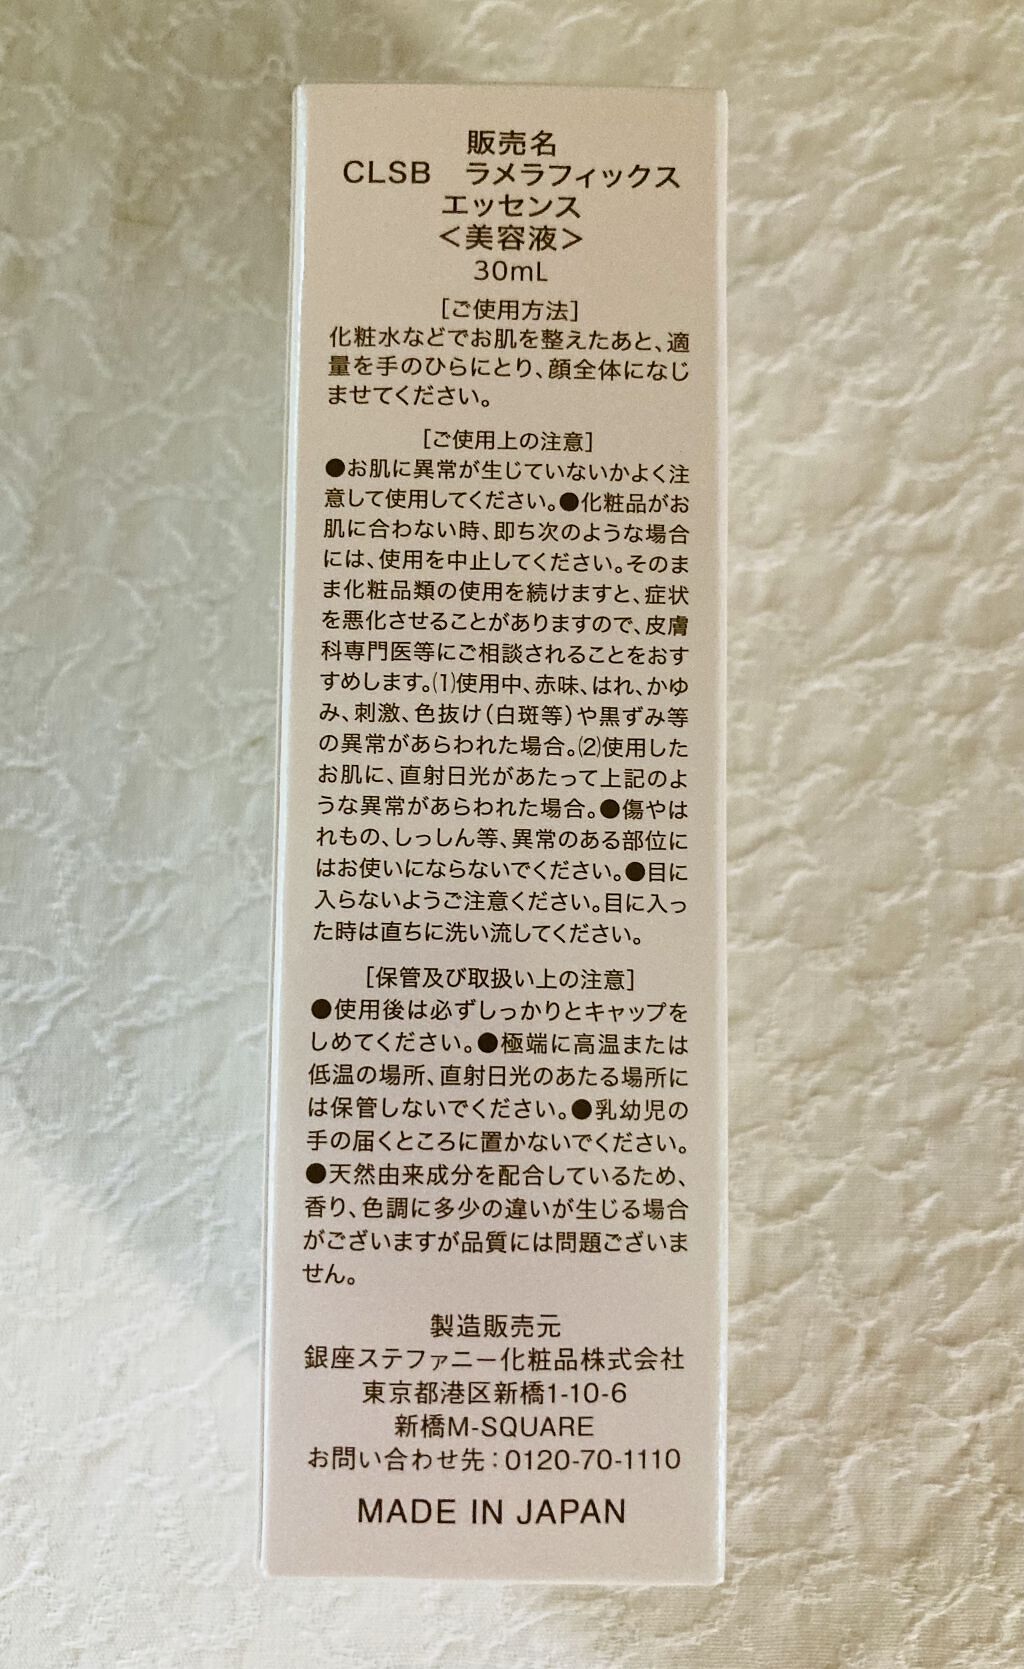 販売名
CLSB　ラメラフィックス
エッセンス
＜美容液＞
30mL
［ご使用方法］
化粧水などでお肌を整えたあと、適
量を手のひらにとり、顔全体になじ
ませてください。
［ご使用上の注意］
●お肌に異常が生じていないかよく注
意して使用してください。●化粧品がお
肌に合わない時、即ち次のような場合
には、使用を中止してください。そのま
ま化粧品類の使用を続けますと、症状
を悪化させることがありますので、皮膚
科専門医等にご相談されることをおす
すめします。⑴使用中、赤味、はれ、かゆ
み、刺激、色抜け（白斑等）や黒ずみ等
の異常があらわれた場合。⑵使用した
お肌に、直射日光があたって上記のよ
うな異常があらわれた場合。●傷やは
れもの、しっしん等、異常のある部位に
はお使いにならないでください。●目に
入らないようご注意ください。目に入っ
た時は直ちに洗い流してください。
［保管及び取扱い上の注意］
●使用後は必ずしっかりとキャップを
しめてください。●極端に高温または
低温の場所、直射日光のあたる場所に
は保管しないでください。●乳幼児の
手の届くところに置かないでください。
●天然由来成分を配合しているため、
香り、色調に多少の違いが生じる場合
がございますが品質には問題ございま
せん。
製造販売元
銀座ステファニー化粧品株式会社
東京都港区新橋1-10-6
新橋M-SQUARE
お問い合わせ先：0120-70-1110
MADE IN JAPAN